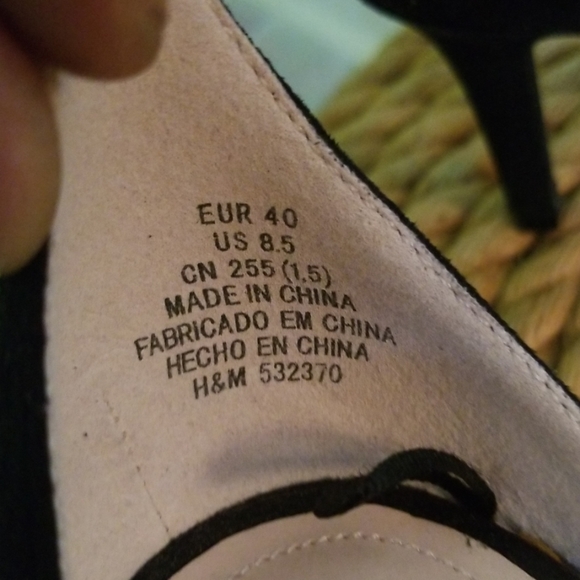 EUR 40
US 8.5
CN 255 (1.5)
MADE IN CHINA
FABRICADO EM CHINA
HECHO EN CHINA
H&M 532370